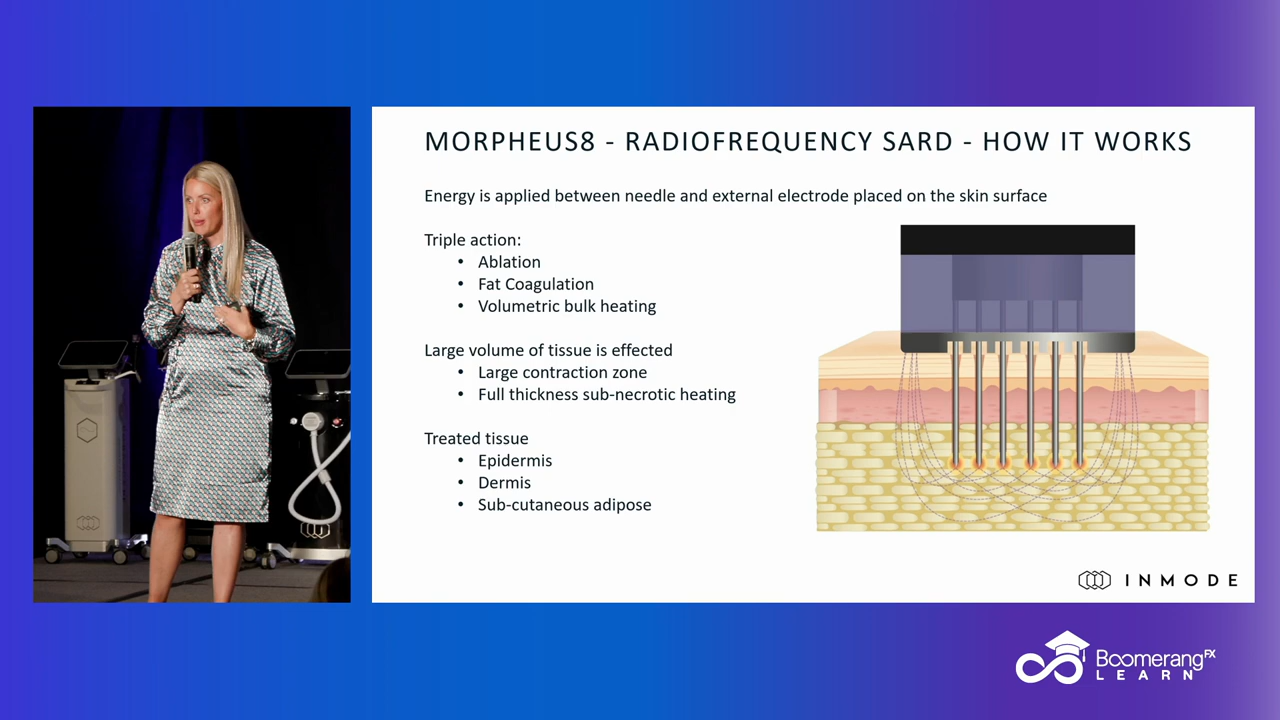 MORPHEUS8 - RADIOFREQUENCY SARD - HOW IT WORKS
Energy is applied between needle and external electrode placed on the skin surface
Triple action:
• Ablation
• Fat Coagulation
• Volumetric bulk heating
Large volume of tissue is effected
• Large contraction zone
• Full thickness sub-necrotic heating
Treated tissue
• Epidermis
• Dermis
• Sub-cutaneous adipose
INMODE
BoomerangFX
LEARN